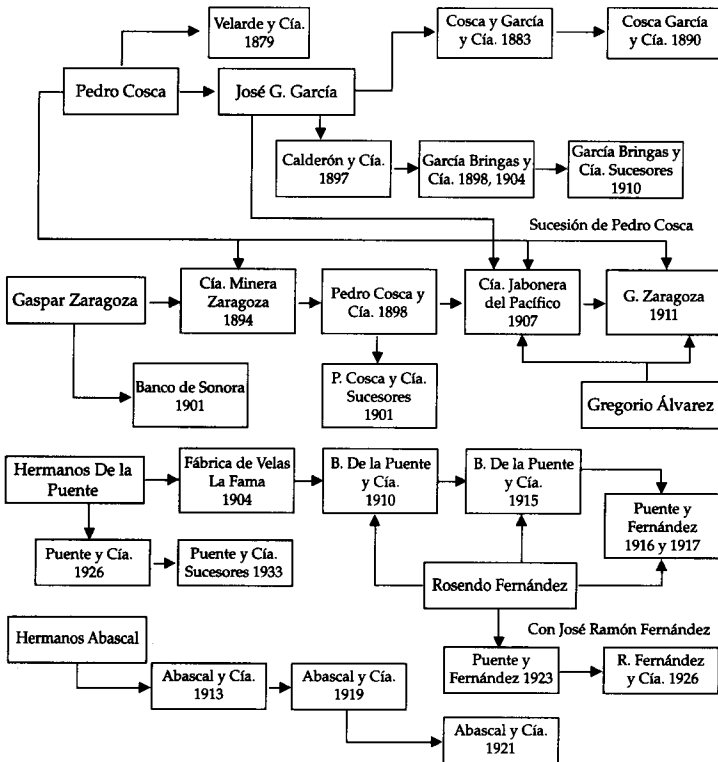 Velarde y Cía.
1879
Cosca y García
y Cía. 1883
Cosca García
y Cía. 1890
Pedro Cosca
José G. García
Calderón y Cía.
1897
García Bringas y
Cía. 1898, 1904
García Bringas y
Cía. Sucesores
1910
Sucesión de Pedro Cosca
Gaspar Zaragoza
Cía. Minera
Zaragoza
1894
Pedro Cosca y
Cía. 1898
Cía. Jabonera
del Pacífico
1907
G. Zaragoza
1911
Banco de Sonora
1901
P. Cosca y Cía.
Sucesores
1901
Gregorio Álvarez
Hermanos De la
Puente
Fábrica de Velas
La Fama
1904
B. De la Puente
y Cía.
1910
B. De la Puente
y Cía.
1915
Puente y
Fernández
1916 y 1917
Puente y Cía.
1926
Puente y Cía.
Sucesores 1933
Rosendo Fernández
Hermanos Abascal
Con José Ramón Fernández
Abascal y Cía.
1913
Abascal y Cía.
1919
Puente y
Fernández 1923
R. Fernández
y Cía. 1926
Abascal y Cía.
1921